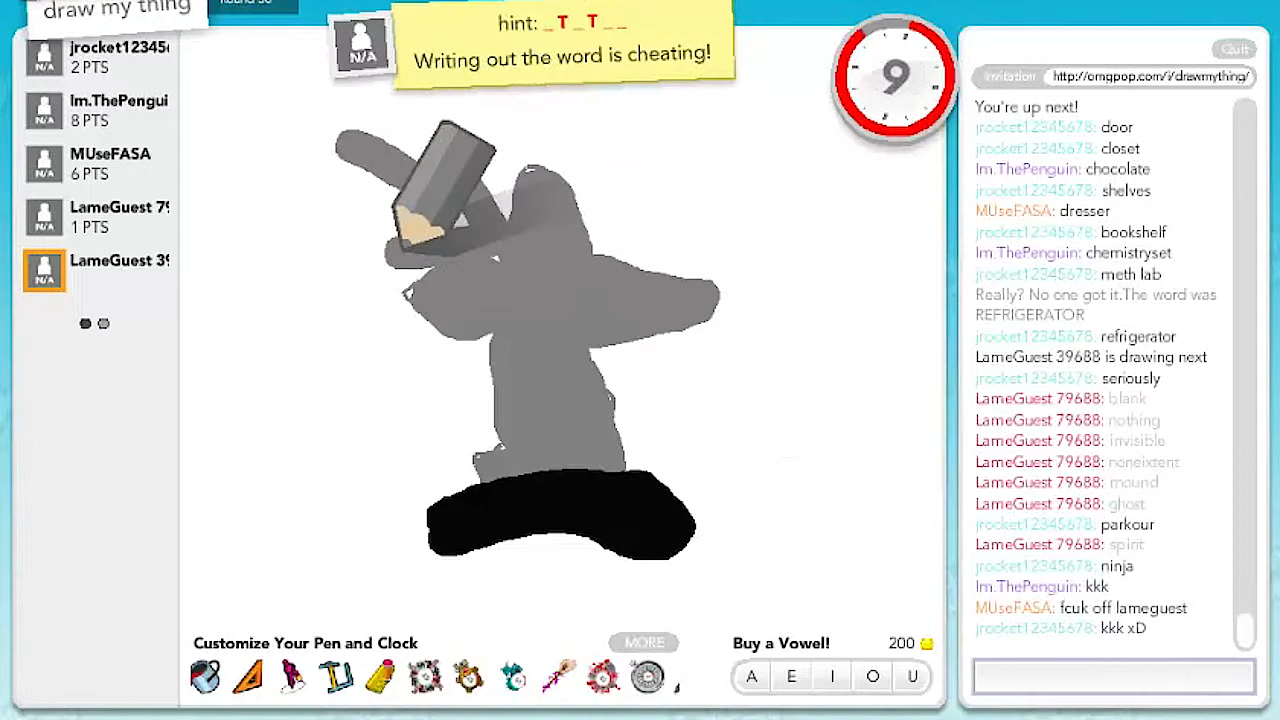 draw my thing
Round 30
hint: _T_T__
Writing out the word is cheating!
9
N/A
jrocket12345
2 PTS
N/A
Im.ThePengui
8 PTS
N/A
MUseFASA
6 PTS
N/A
LameGuest 79
1 PTS
N/A
LameGuest 39
N/A
Quit
Invitation http://omgpop.com/i/drawmything/
You're up next!
jrocket12345678: door
jrocket12345678: closet
Im.ThePenguin: chocolate
jrocket12345678: shelves
MUseFASA: dresser
jrocket12345678: bookshelf
Im.ThePenguin: chemistryset
jrocket12345678: meth lab
Really? No one got it.The word was
REFRIGERATOR
jrocket12345678: refrigerator
LameGuest 39688 is drawing next
jrocket12345678: seriously
LameGuest 79688: blank
LameGuest 79688: nothing
LameGuest 79688: invisible
LameGuest 79688: noneixtent
LameGuest 79688: mound
LameGuest 79688: ghost
jrocket12345678: parkour
LameGuest 79688: spirit
jrocket12345678: ninja
Im.ThePenguin: kkk
MUseFASA: fcuk off lameguest
jrocket12345678: kkk xD
Customize Your Pen and Clock
MORE
Buy a Vowel!
200
A E I O U